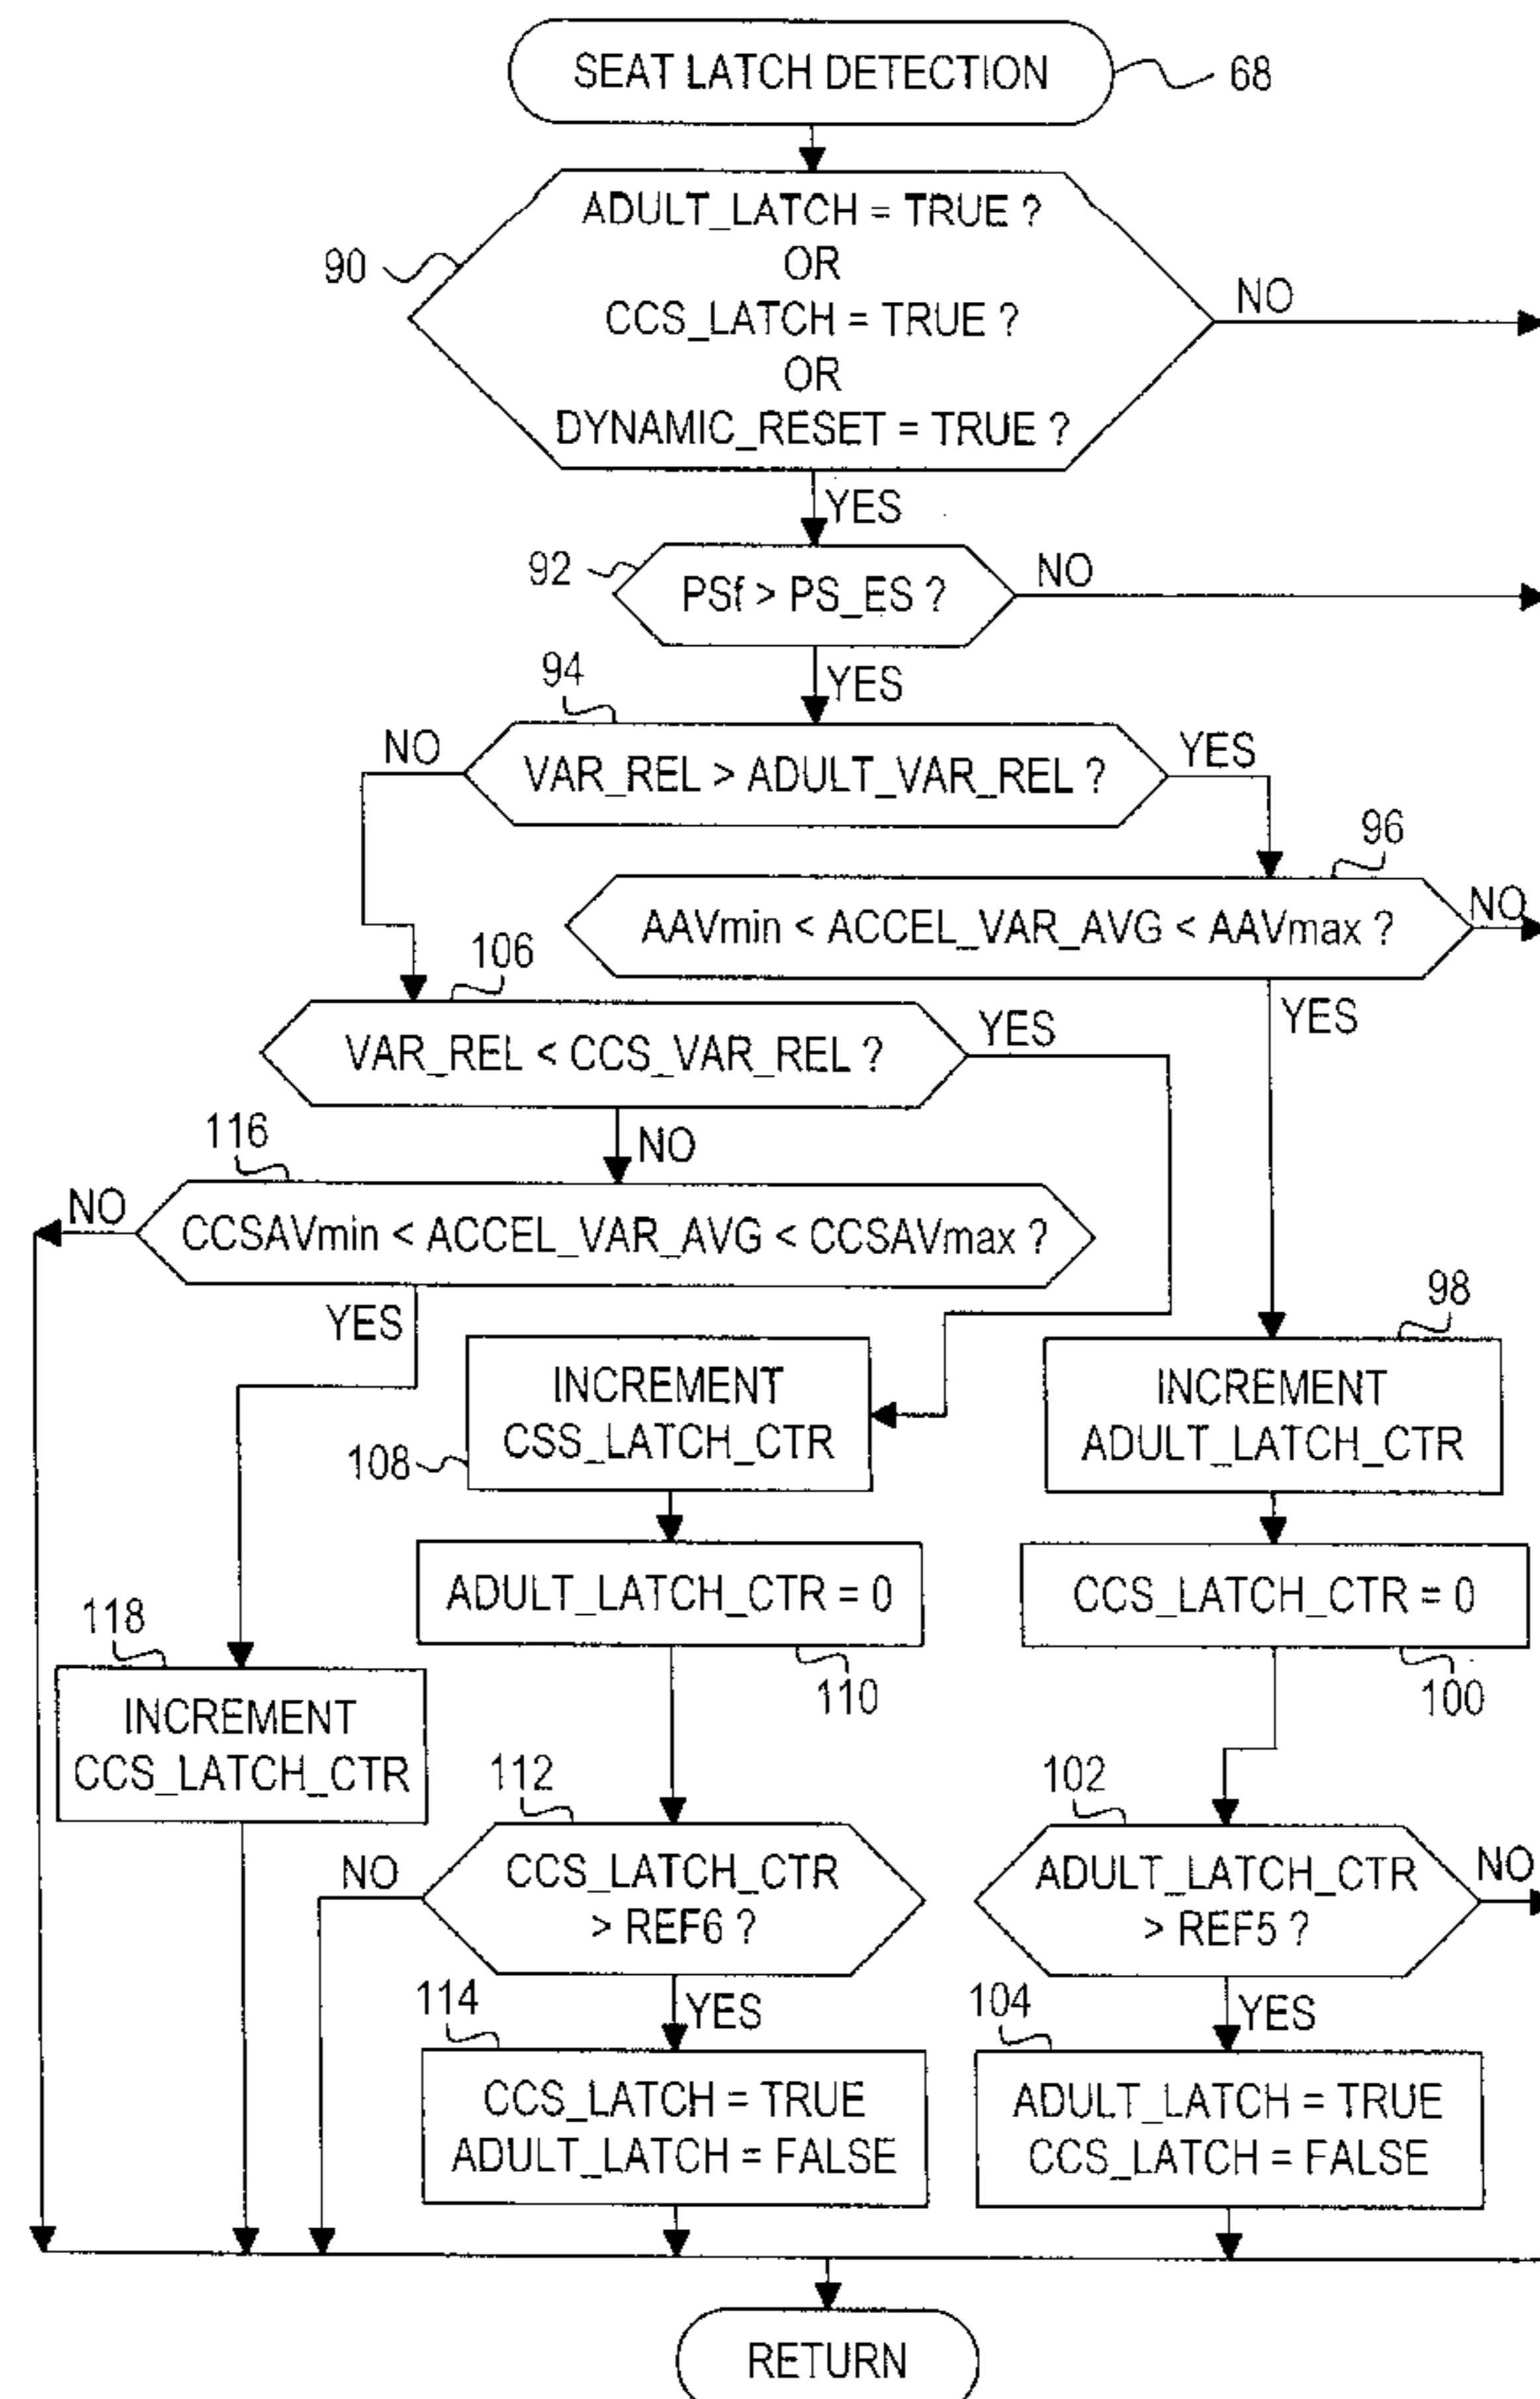 SEAT LATCH DETECTION
68
ADULT_LATCH = TRUE ?
OR
CCS_LATCH = TRUE ?
OR
DYNAMIC_RESET = TRUE ?
90
NO
YES
92
PSf > PS_ES ?
NO
YES
94
NO
VAR_REL > ADULT_VAR_REL ?
YES
96
AAVmin < ACCEL_VAR_AVG < AAVmax ?
NO
YES
106
VAR_REL < CCS_VAR_REL ?
YES
NO
116
NO
CCSAVmin < ACCEL_VAR_AVG < CCSAVmax ?
YES
98
INCREMENT
CSS_LATCH_CTR
108
INCREMENT
ADULT_LATCH_CTR
ADULT_LATCH_CTR = 0
110
CCS_LATCH_CTR = 0
100
118
INCREMENT
CCS_LATCH_CTR
112
NO
CCS_LATCH_CTR
> REF6 ?
YES
102
ADULT_LATCH_CTR
> REF5 ?
NO
YES
114
CCS_LATCH = TRUE
ADULT_LATCH = FALSE
104
ADULT_LATCH = TRUE
CCS_LATCH = FALSE
RETURN